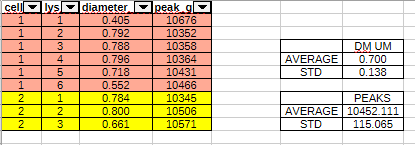 cell lys diameter_ peak_g
1 1 0.405 10676
1 2 0.792 10352
1 3 0.788 10358
1 4 0.796 10364
1 5 0.718 10431
1 6 0.552 10466
2 1 0.784 10345
2 2 0.800 10506
2 3 0.661 10571
DM UM
AVERAGE 0.700
STD 0.138
PEAKS
AVERAGE 10452.111
STD 115.065